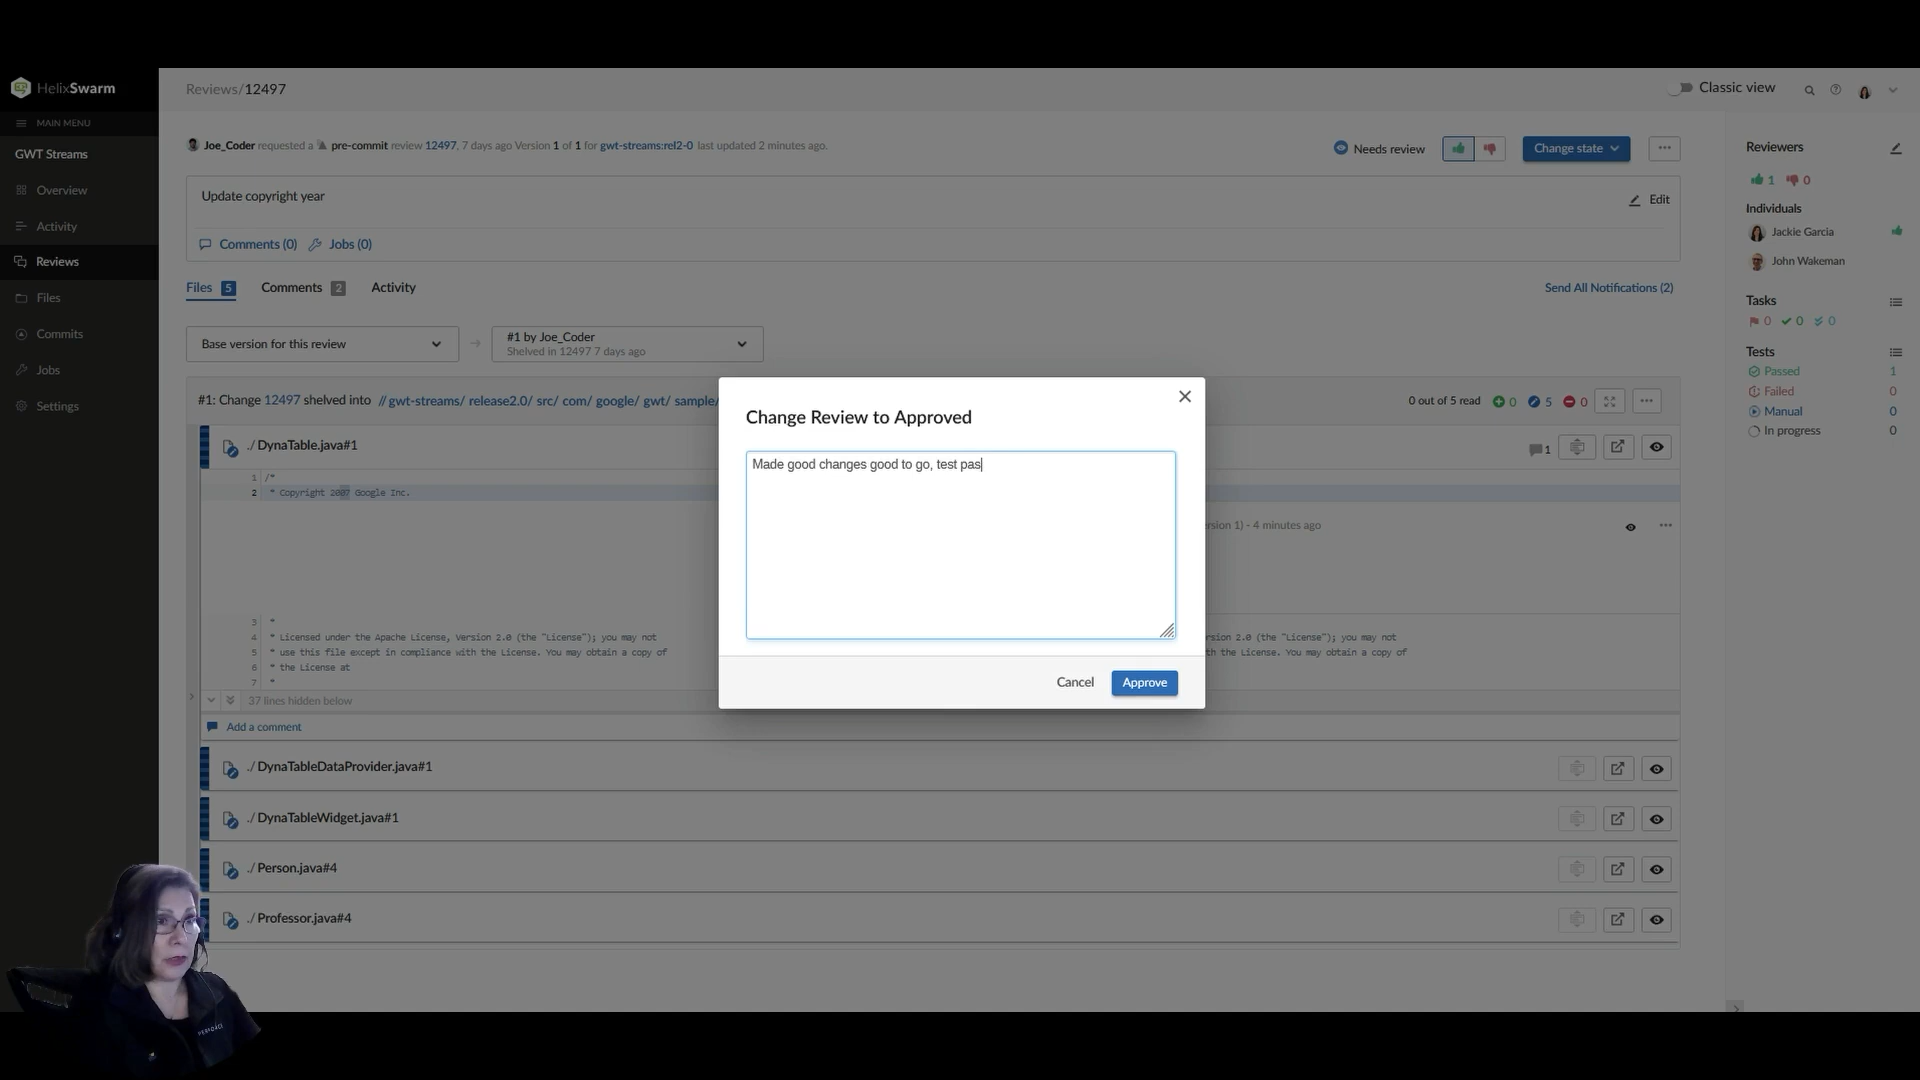 HelixSwarm
MAIN MENU
GWT Streams
Overview
Activity
Reviews
Files
Commits
Jobs
Settings
Reviews/12497
Classic view
Joe_Coder requested a pre-commit review 12497, 7 days ago Version 1 of 1 for gwt-streams:rel2-0 last updated 2 minutes ago.
Needs review
Change state
Update copyright year
Edit
Comments (0) Jobs (0)
Files 5 Comments 2 Activity
Send All Notifications (2)
Base version for this review
#1 by Joe_Coder
Shelved in 12497 7 days ago
#1: Change 12497 shelved into //gwt-streams/ release2.0/ src/ com/ google/ gwt/ sample/
0 out of 5 read 0 5 0
./ DynaTable.java#1
1
1 /*
2 * Copyright 2007 Google Inc.
rsion 1) - 4 minutes ago
3 *
4 * Licensed under the Apache License, Version 2.0 (the "License"); you may not
rsion 2.0 (the "License"); you may not
5 * use this file except in compliance with the License. You may obtain a copy of
h the License. You may obtain a copy of
6 * the License at
7 *
37 lines hidden below
Add a comment
./ DynaTableDataProvider.java#1
./ DynaTableWidget.java#1
./ Person.java#4
./ Professor.java#4
Change Review to Approved
Made good changes good to go, test pas
Cancel
Approve
Reviewers
1 0
Individuals
Jackie Garcia
John Wakeman
Tasks
0 0 0
Tests
Passed 1
Failed 0
Manual 0
In progress 0